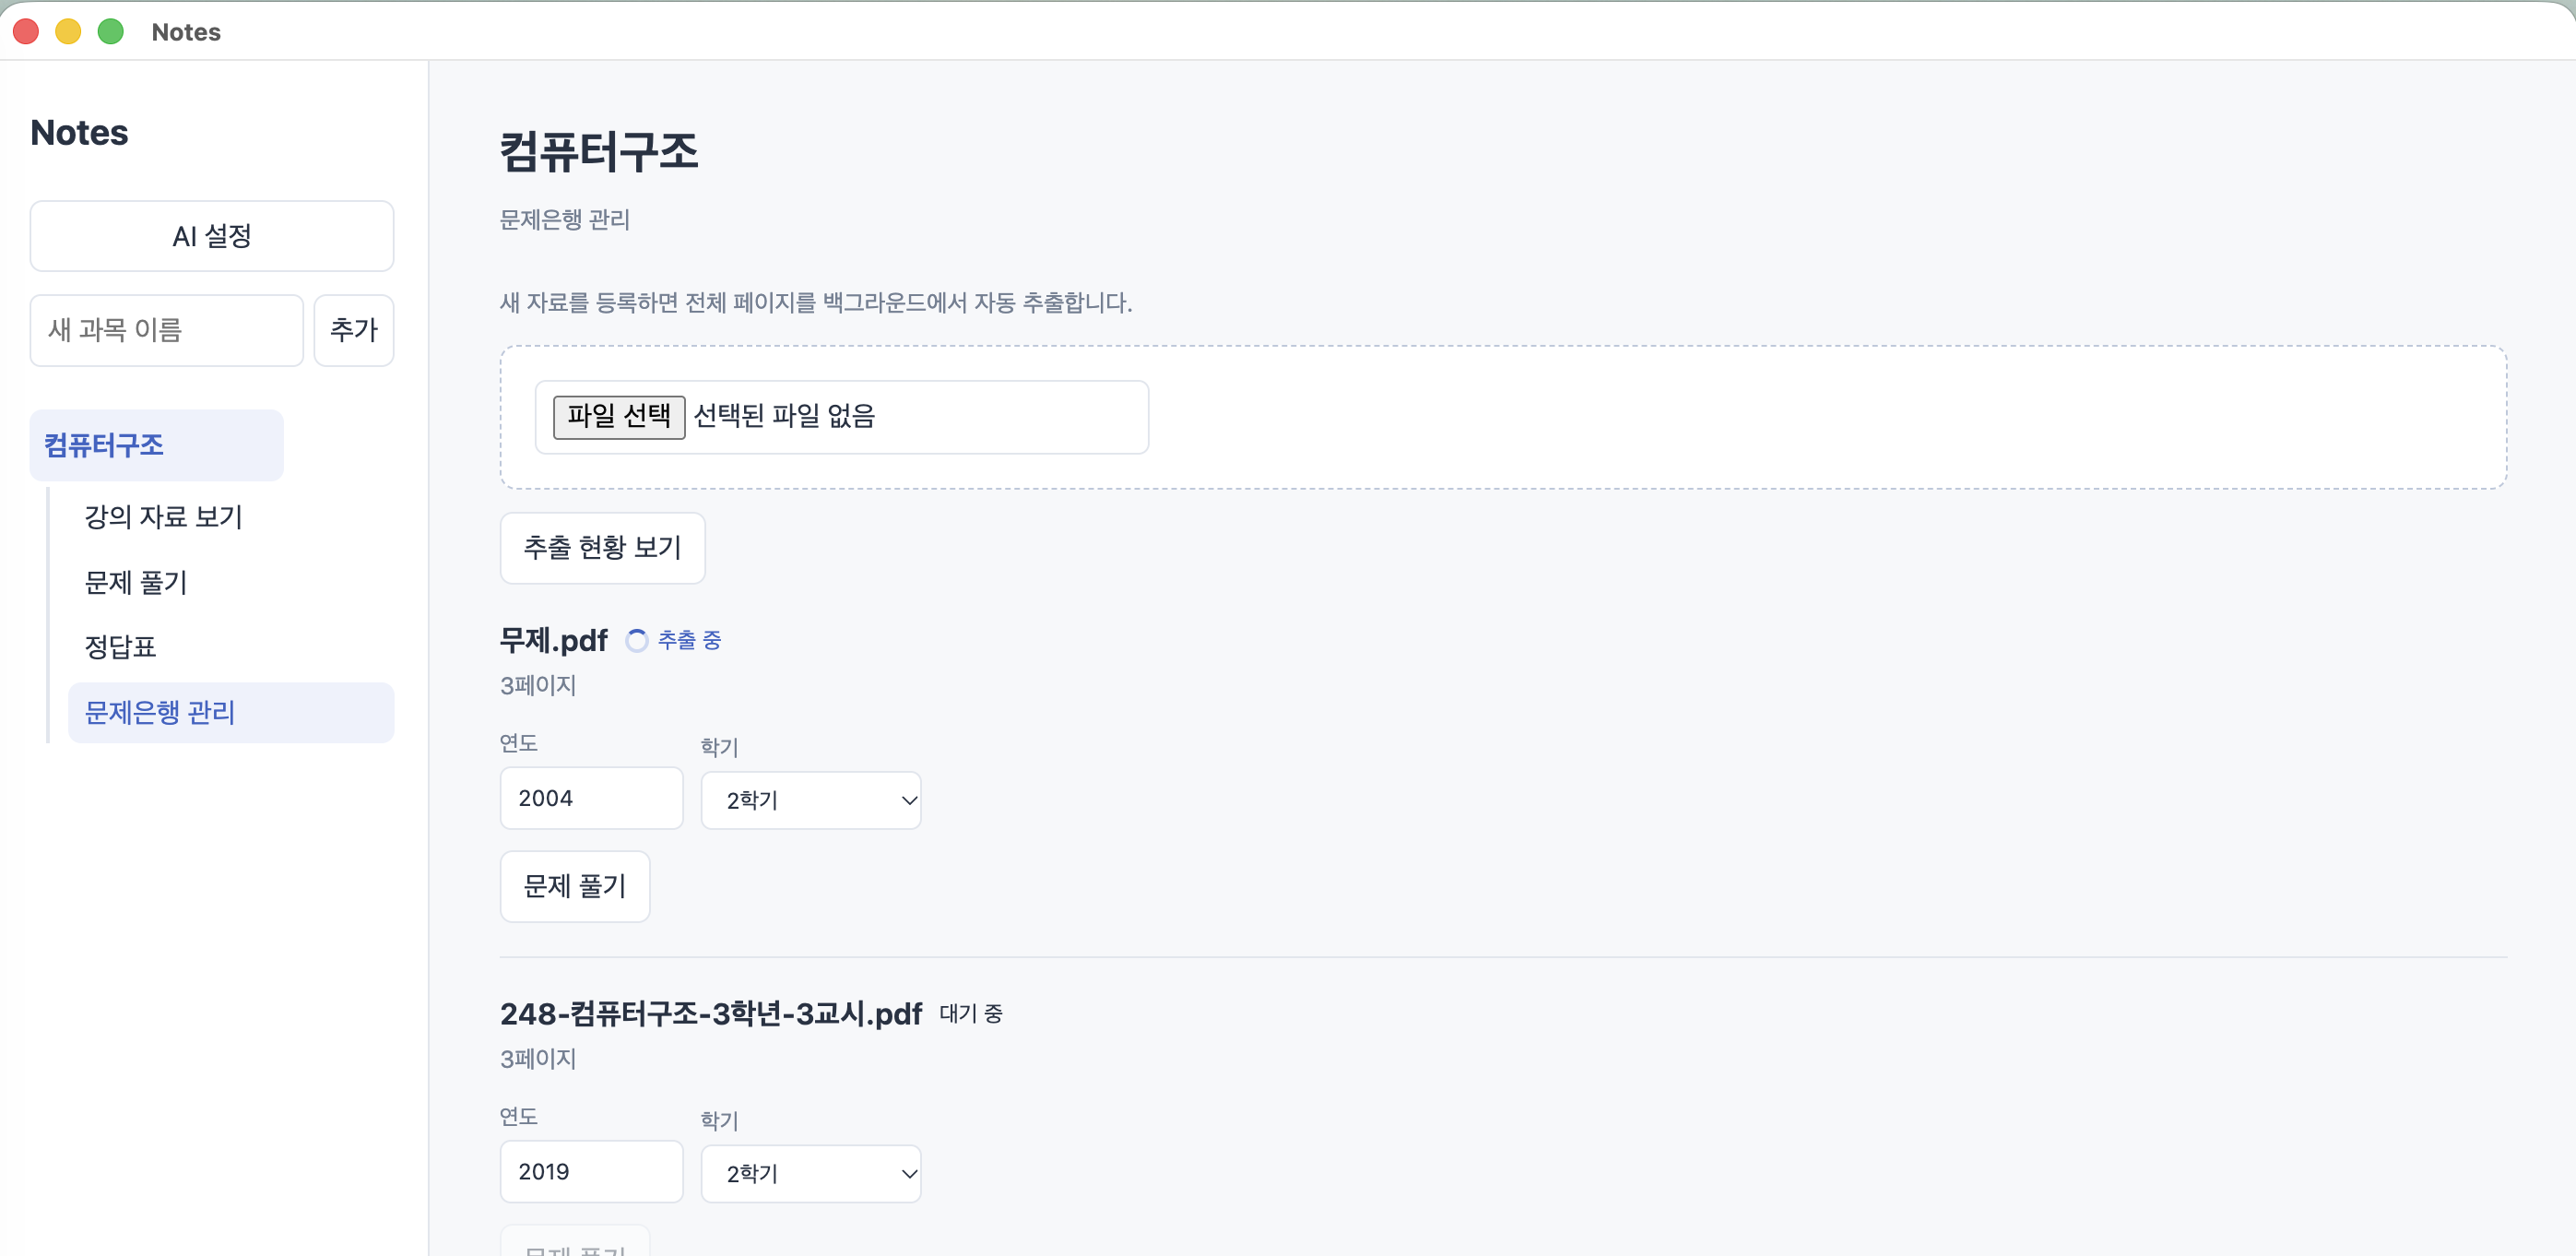 Notes
Notes
AI 설정
새 과목 이름
추가
컴퓨터구조
강의 자료 보기
문제 풀기
정답표
문제은행 관리
컴퓨터구조
문제은행 관리
새 자료를 등록하면 전체 페이지를 백그라운드에서 자동 추출합니다.
파일 선택 선택된 파일 없음
추출 현황 보기
무제.pdf 추출 중
3페이지
연도 학기
2004 2학기
문제 풀기
248-컴퓨터구조-3학년-3교시.pdf 대기 중
3페이지
연도 학기
2019 2학기